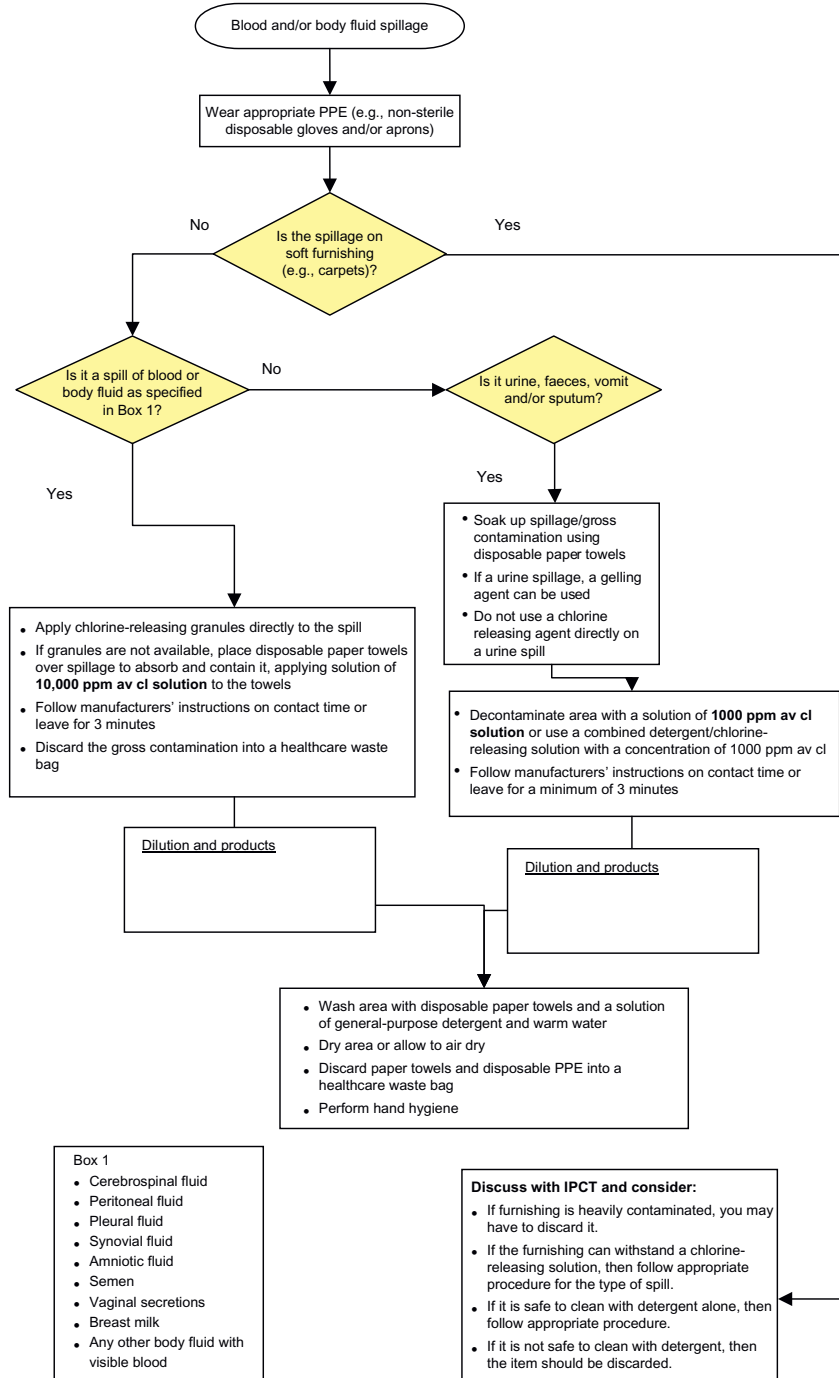 Blood and/or body fluid spillage
Wear appropriate PPE (e.g., non-sterile
disposable gloves and/or aprons)
No
Yes
Is the spillage on
soft furnishing
(e.g., carpets)?
Is it a spill of blood or
body fluid as specified
in Box 1?
No
Is it urine, faeces, vomit
and/or sputum?
Yes
Yes
• Soak up spillage/gross
contamination using
disposable paper towels
• If a urine spillage, a gelling
agent can be used
• Do not use a chlorine
releasing agent directly on
a urine spill
• Apply chlorine-releasing granules directly to the spill
• If granules are not available, place disposable paper towels
over spillage to absorb and contain it, applying solution of
10,000 ppm av cl solution to the towels
• Follow manufacturers’ instructions on contact time or
leave for 3 minutes
• Discard the gross contamination into a healthcare waste
bag
• Decontaminate area with a solution of 1000 ppm av cl
solution or use a combined detergent/chlorine-
releasing solution with a concentration of 1000 ppm av cl
• Follow manufacturers’ instructions on contact time or
leave for a minimum of 3 minutes
Dilution and products
Dilution and products
• Wash area with disposable paper towels and a solution
of general-purpose detergent and warm water
• Dry area or allow to air dry
• Discard paper towels and disposable PPE into a
healthcare waste bag
• Perform hand hygiene
Box 1
• Cerebrospinal fluid
• Peritoneal fluid
• Pleural fluid
• Synovial fluid
• Amniotic fluid
• Semen
• Vaginal secretions
• Breast milk
• Any other body fluid with
visible blood
Discuss with IPCT and consider:
• If furnishing is heavily contaminated, you may
have to discard it.
• If the furnishing can withstand a chlorine-
releasing solution, then follow appropriate
procedure for the type of spill.
• If it is safe to clean with detergent alone, then
follow appropriate procedure.
• If it is not safe to clean with detergent, then
the item should be discarded.